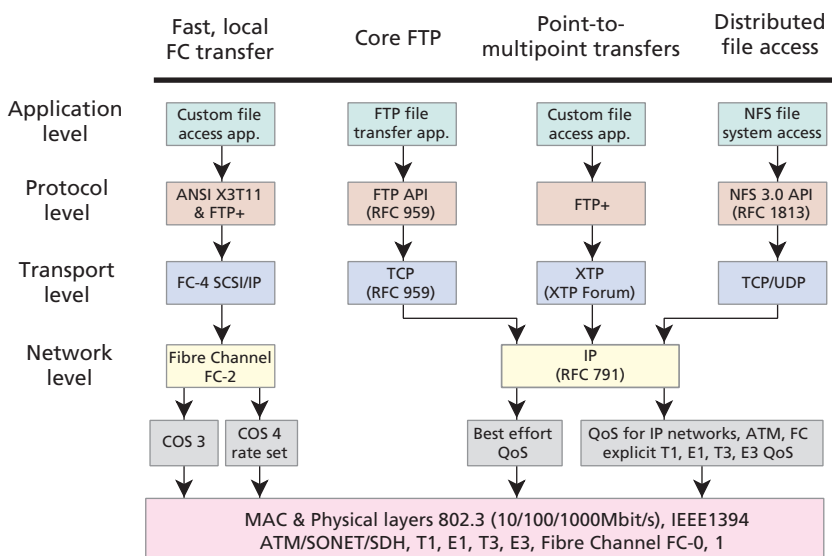 Fast, local
FC transfer
Core FTP
Point-to-
multipoint transfers
Distributed
file access
Application
level
Custom file
access app.
FTP file
transfer app.
Custom file
access app.
NFS file
system access
Protocol
level
ANSI X3T11
& FTP+
FTP API
(RFC 959)
FTP+
NFS 3.0 API
(RFC 1813)
Transport
level
FC-4 SCSI/IP
TCP
(RFC 959)
XTP
(XTP Forum)
TCP/UDP
Network
level
Fibre Channel
FC-2
IP
(RFC 791)
COS 3
COS 4
rate set
Best effort
QoS
QoS for IP networks, ATM, FC
explicit T1, E1, T3, E3 QoS
MAC & Physical layers 802.3 (10/100/1000Mbit/s), IEEE1394
ATM/SONET/SDH, T1, E1, T3, E3, Fibre Channel FC-0, 1